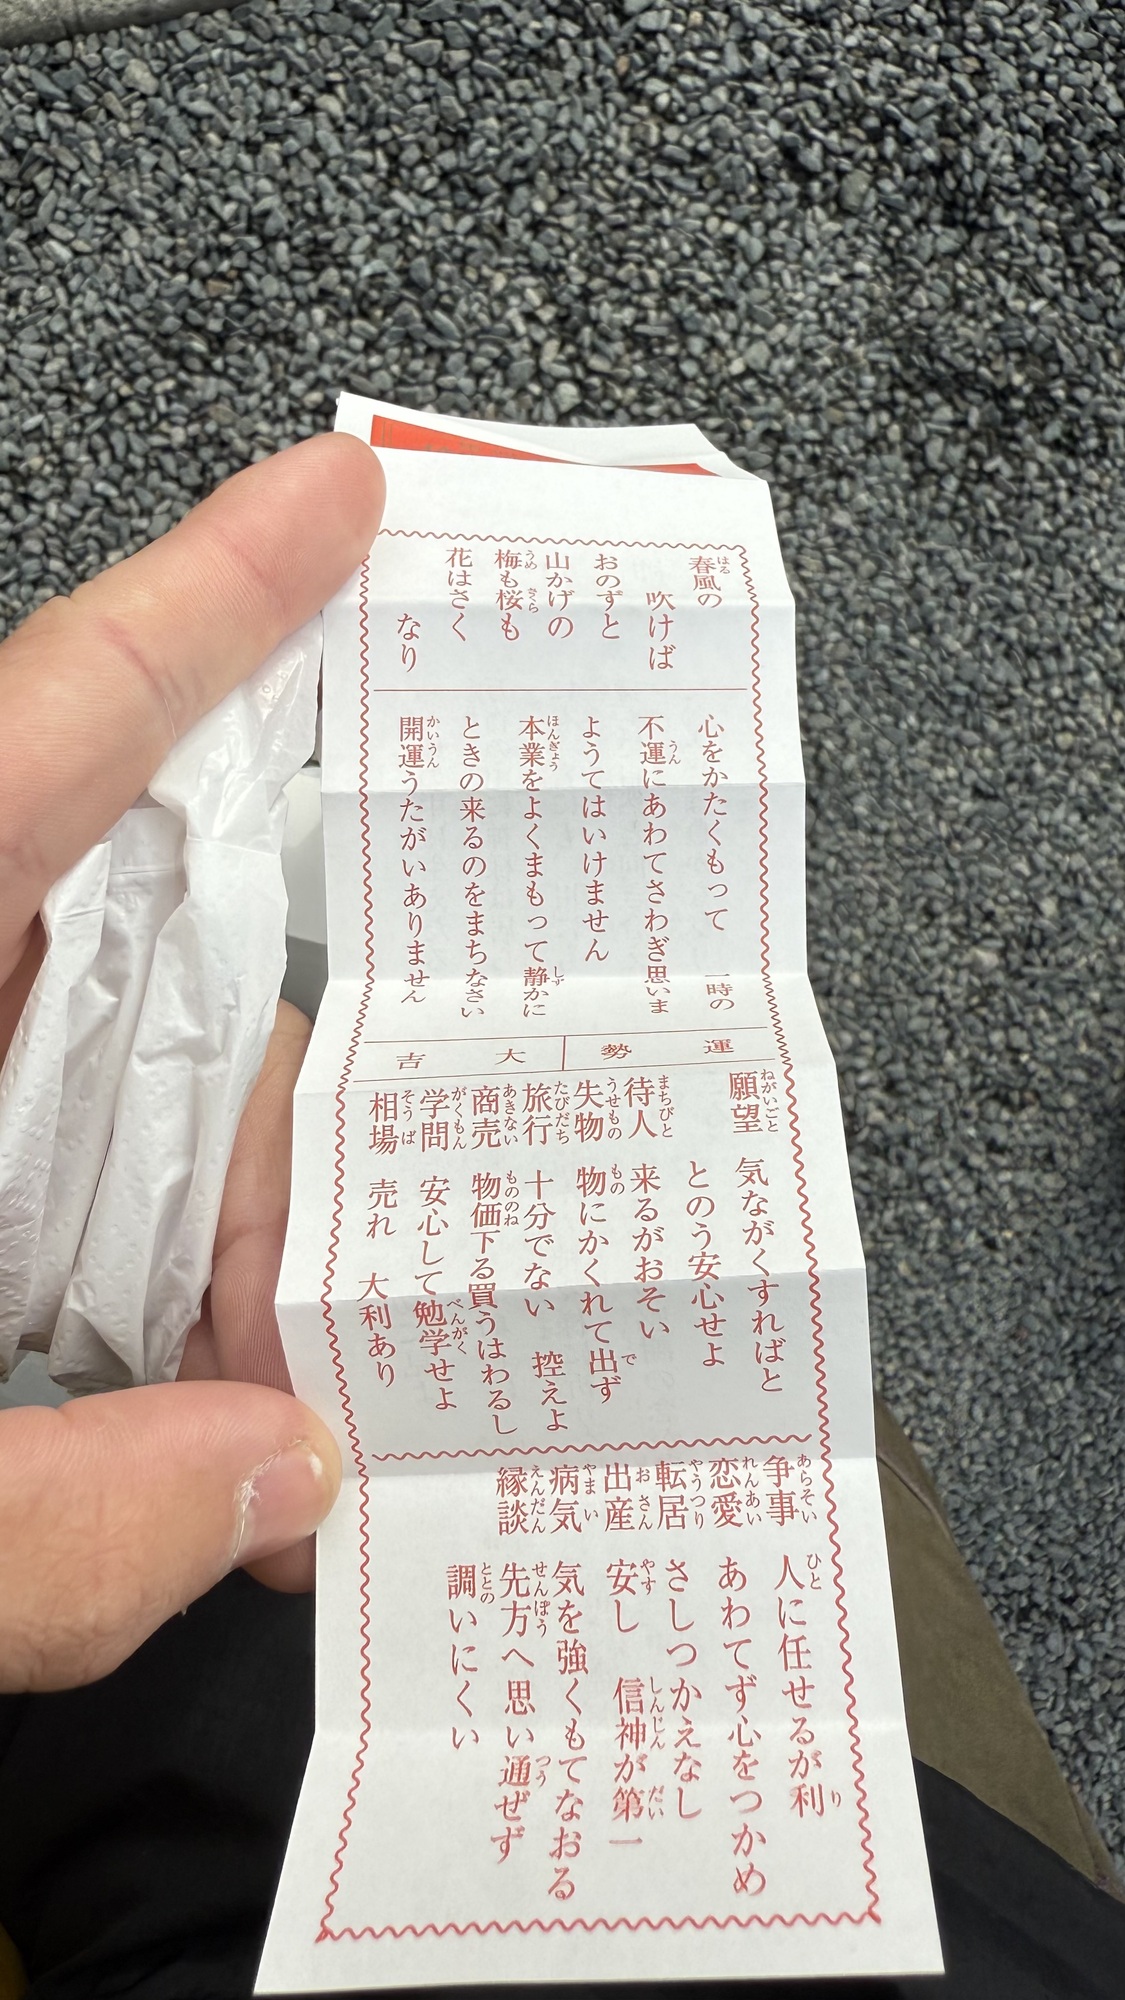 春風の
吹けば
おのずと
山かげの
梅も桜も
花はさく
なり
心をかたくもって 一時の
不運にあわてさわぎ思いま
ようてはいけません
本業をよくまもって静かに
ときの来るのをまちなさい
開運うたがいありません
運勢 大吉
願望 気ながくすればと
とのう安心せよ
待人 来るがおそい
失物 物にかくれて出ず
旅行 十分でない 控えよ
商売 物価下る買うはわるし
学問 安心して勉学せよ
相場 売れ 大利あり
争事 人に任せるが利
恋愛 あわてず心をつかめ
転居 さしつかえなし
出産 安し 信神が第一
病気 気を強くもてなおる
縁談 先方へ思い通ぜず
調いにくい